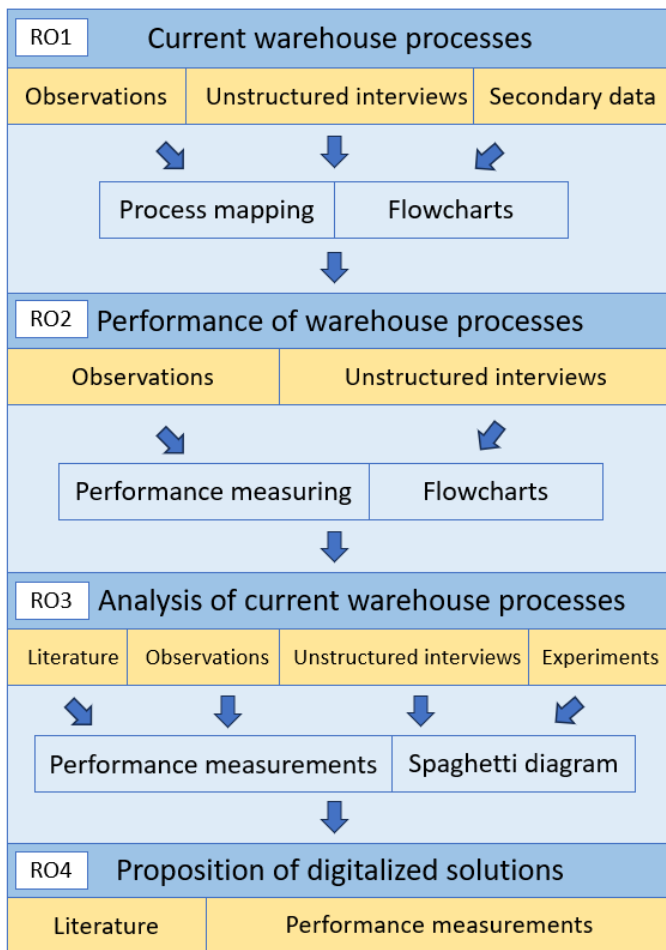 RO1 Current warehouse processes
Observations Unstructured interviews Secondary data
Process mapping Flowcharts
RO2 Performance of warehouse processes
Observations Unstructured interviews
Performance measuring Flowcharts
RO3 Analysis of current warehouse processes
Literature Observations Unstructured interviews Experiments
Performance measurements Spaghetti diagram
RO4 Proposition of digitalized solutions
Literature Performance measurements